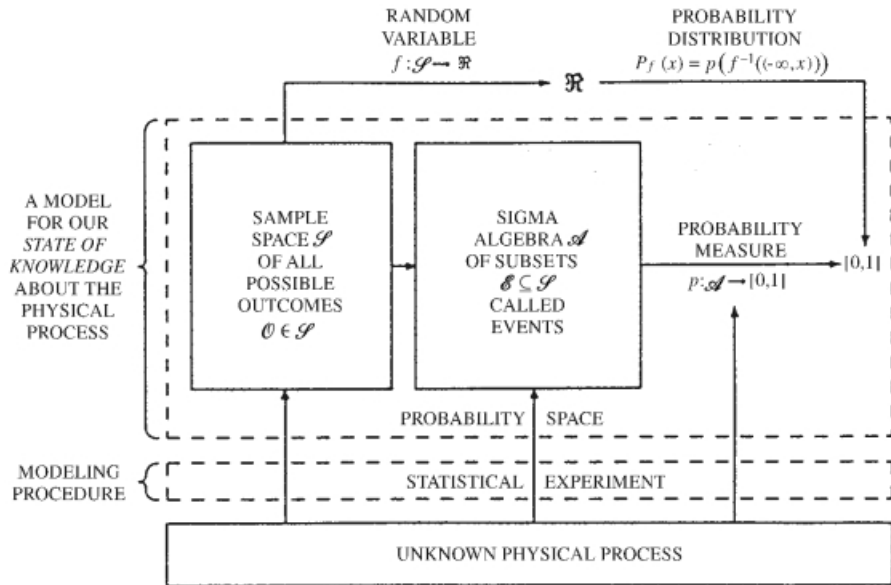 RANDOM
VARIABLE
f : 𝒮 → ℜ
PROBABILITY
DISTRIBUTION
P_f (x) = p(f⁻¹((-∞, x)))
ℜ
A MODEL
FOR OUR
STATE OF
KNOWLEDGE
ABOUT THE
PHYSICAL
PROCESS
SAMPLE
SPACE 𝒮
OF ALL
POSSIBLE
OUTCOMES
𝒪 ∈ 𝒮
SIGMA
ALGEBRA 𝒜
OF SUBSETS
ℰ ⊆ 𝒮
CALLED
EVENTS
PROBABILITY
MEASURE
p: 𝒜 → [0,1]
[0,1]
PROBABILITY SPACE
MODELING
PROCEDURE
STATISTICAL EXPERIMENT
UNKNOWN PHYSICAL PROCESS